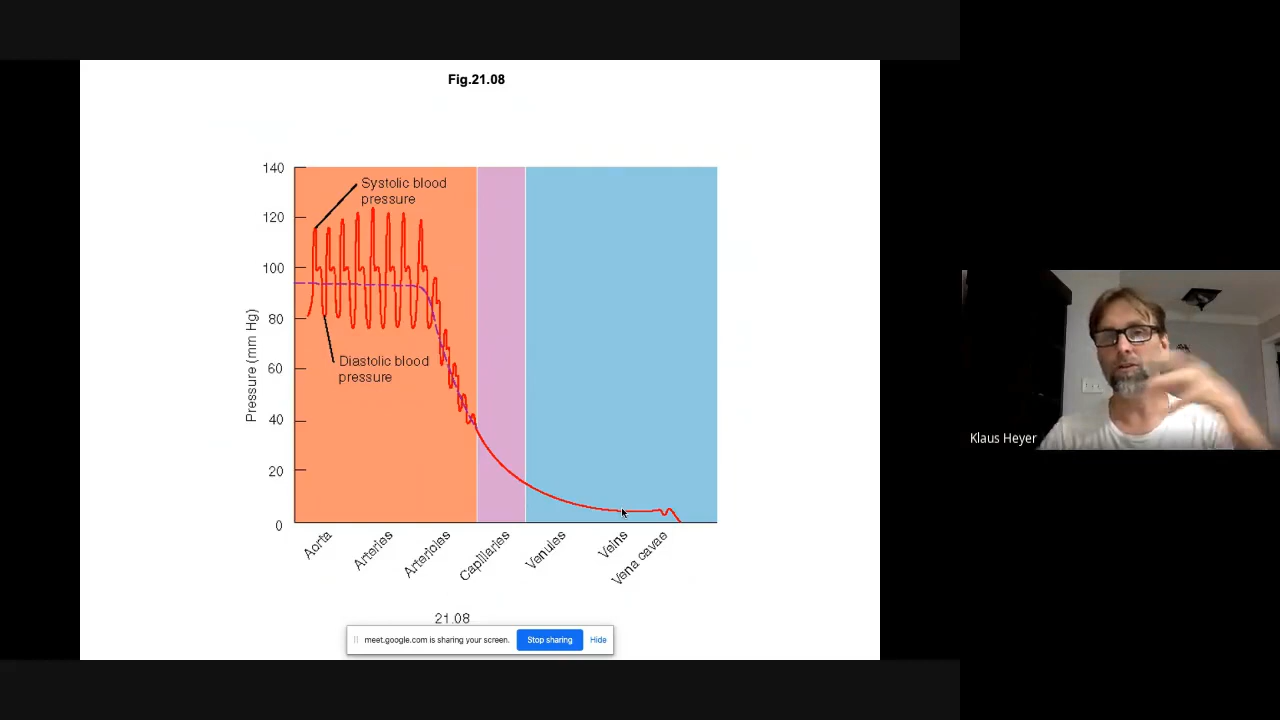 Fig.21.08
140
120
100
80
60
40
20
0
Pressure (mm Hg)
Systolic blood
pressure
Diastolic blood
pressure
Aorta
Arteries
Arterioles
Capillaries
Venules
Veins
Vena cavae
21.08
meet.google.com is sharing your screen.
Stop sharing
Hide
Klaus Heyer